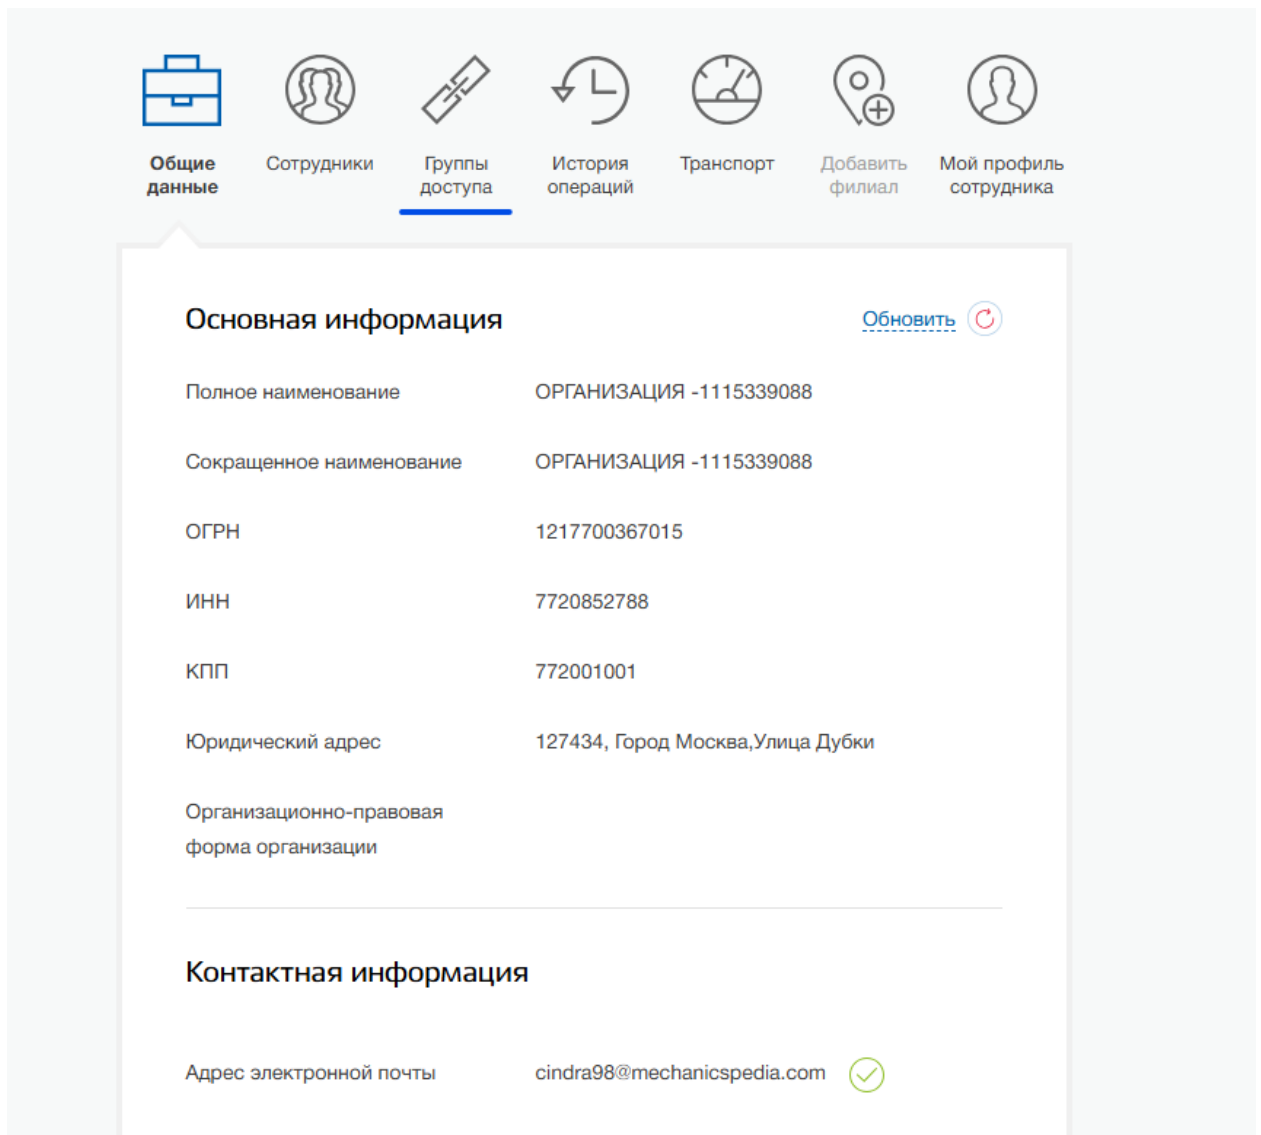 Общие данные
Сотрудники
Группы доступа
История операций
Транспорт
Добавить филиал
Мой профиль сотрудника
Основная информация
Обновить
Полное наименование ОРГАНИЗАЦИЯ -1115339088
Сокращенное наименование ОРГАНИЗАЦИЯ -1115339088
ОГРН 1217700367015
ИНН 7720852788
КПП 772001001
Юридический адрес 127434, Город Москва,Улица Дубки
Организационно-правовая
форма организации
Контактная информация
Адрес электронной почты cindra98@mechanicspedia.com